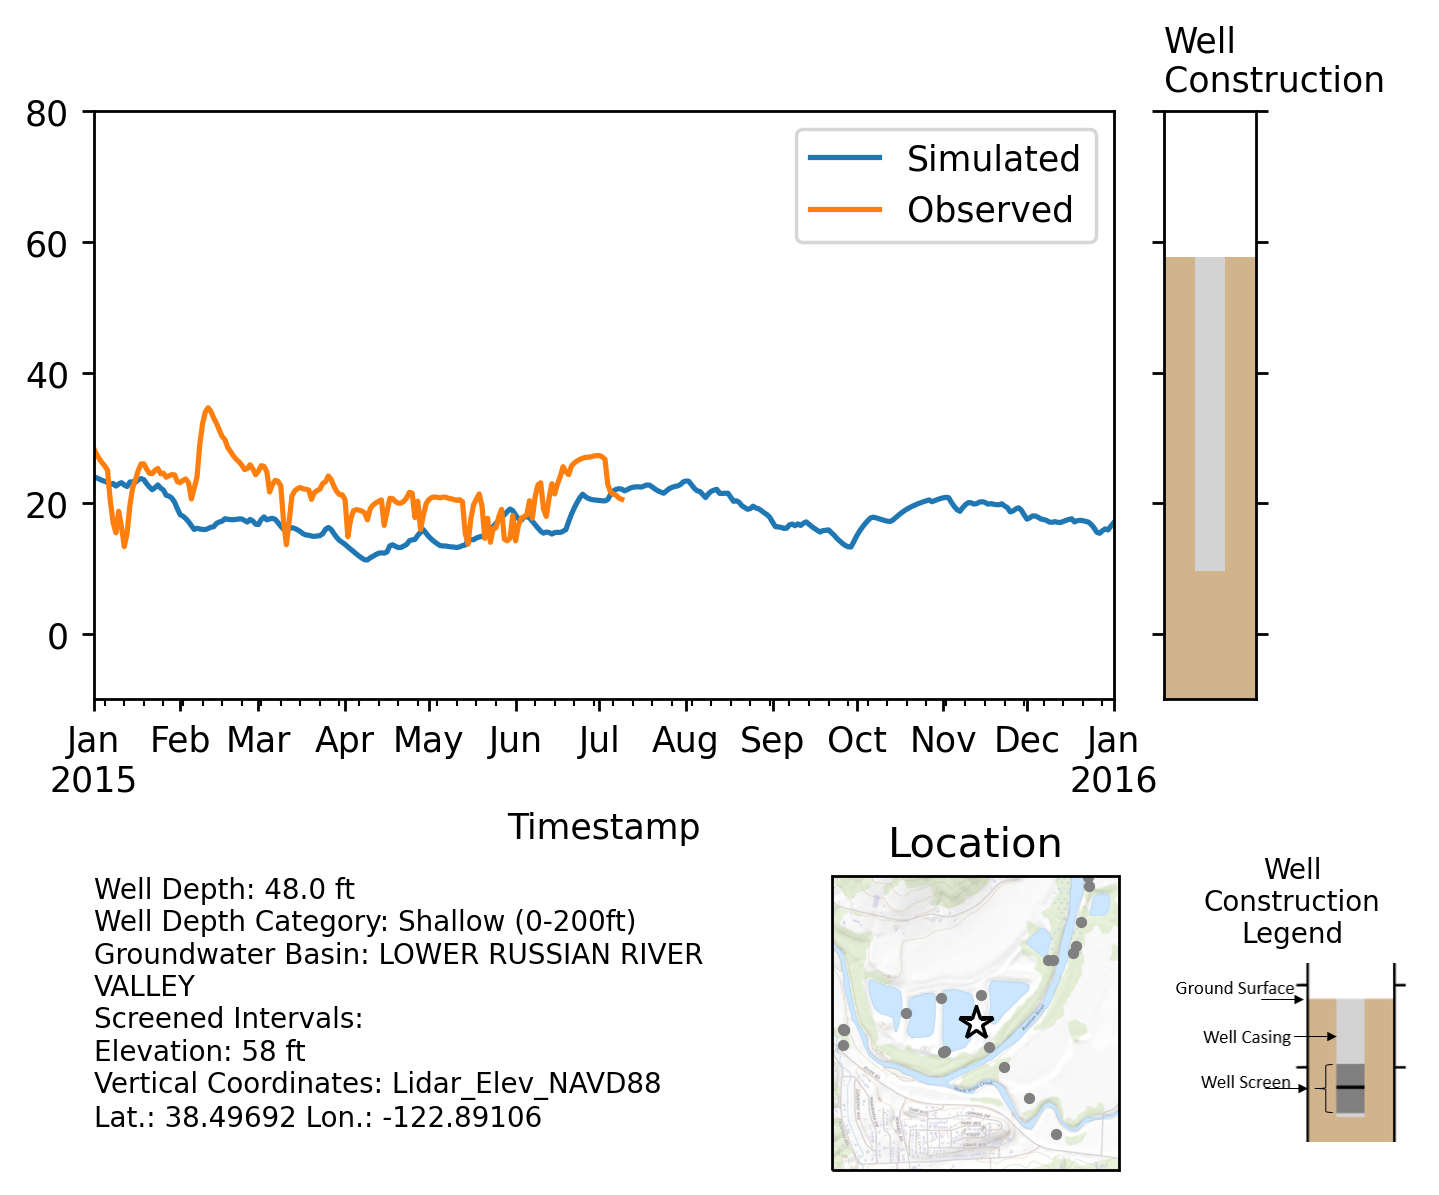 Well
Construction
80
60
40
20
0
Simulated
Observed
Jan
2015
Feb
Mar
Apr
May
Jun
Jul
Aug
Sep
Oct
Nov
Dec
Jan
2016
Timestamp
Well Depth: 48.0 ft
Well Depth Category: Shallow (0-200ft)
Groundwater Basin: LOWER RUSSIAN RIVER
VALLEY
Screened Intervals:
Elevation: 58 ft
Vertical Coordinates: Lidar_Elev_NAVD88
Lat.: 38.49692 Lon.: -122.89106
Location
Well
Construction
Legend
Ground Surface
Well Casing
Well Screen